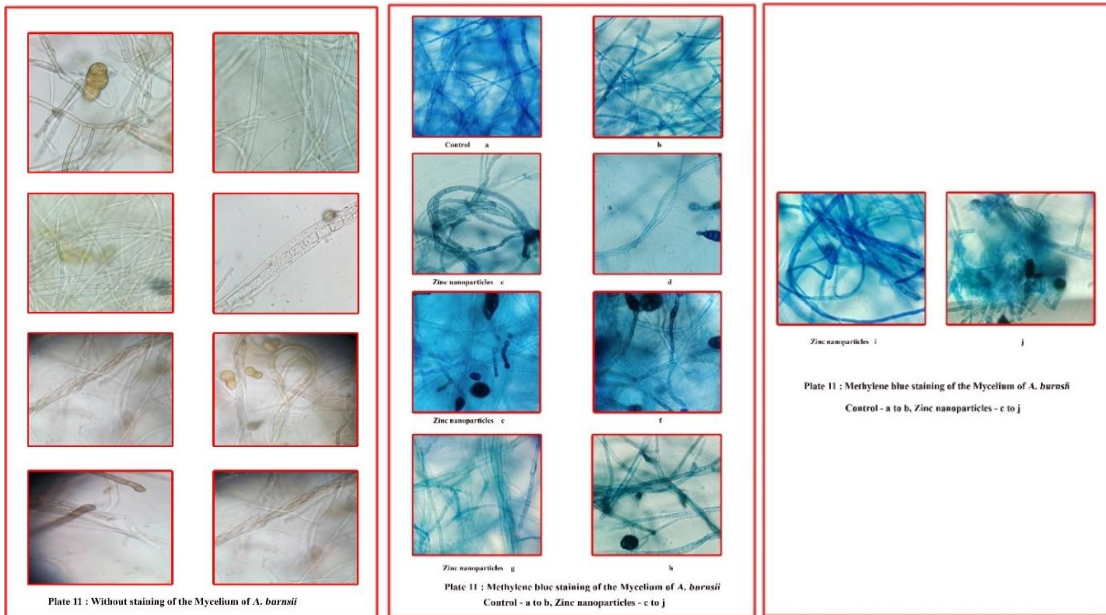 Plate 11 : Without staining of the Mycelium of A. burnsii
Control a
b
Zinc nanoparticles c
d
Zinc nanoparticles e
f
Zinc nanoparticles g
h
Plate 11 : Methylene blue staining of the Mycelium of A. burnsii
Control - a to b, Zinc nanoparticles - c to j
Zinc nanoparticles i
j
Plate 11 : Methylene blue staining of the Mycelium of A. burnsii
Control - a to b, Zinc nanoparticles - c to j